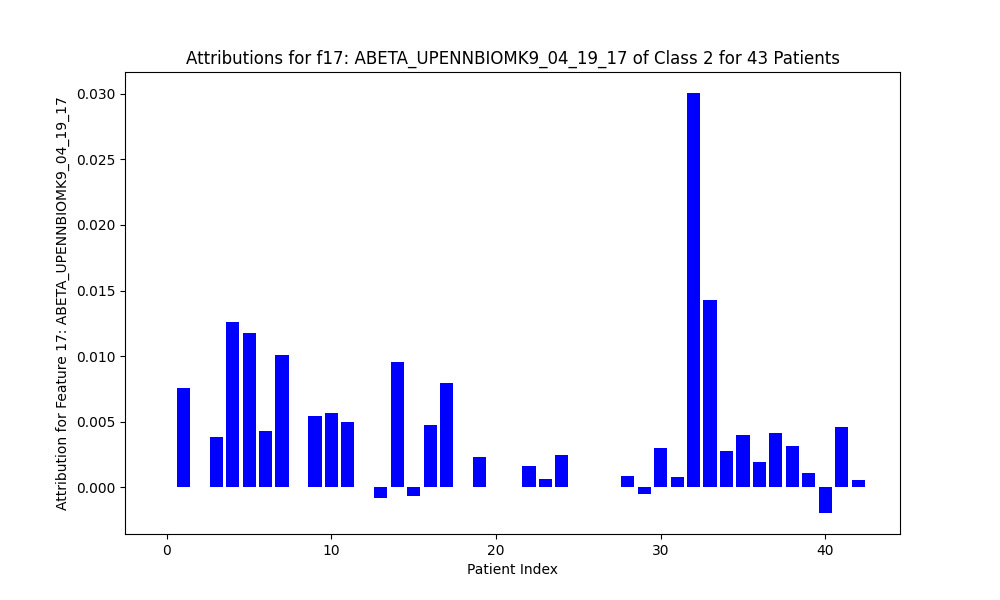 Attributions for f17: ABETA_UPENNBIOMK9_04_19_17 of Class 2 for 43 Patients
Attribution for Feature 17: ABETA_UPENNBIOMK9_04_19_17
0.030
0.025
0.020
0.015
0.010
0.005
0.000
0 10 20 30 40
Patient Index